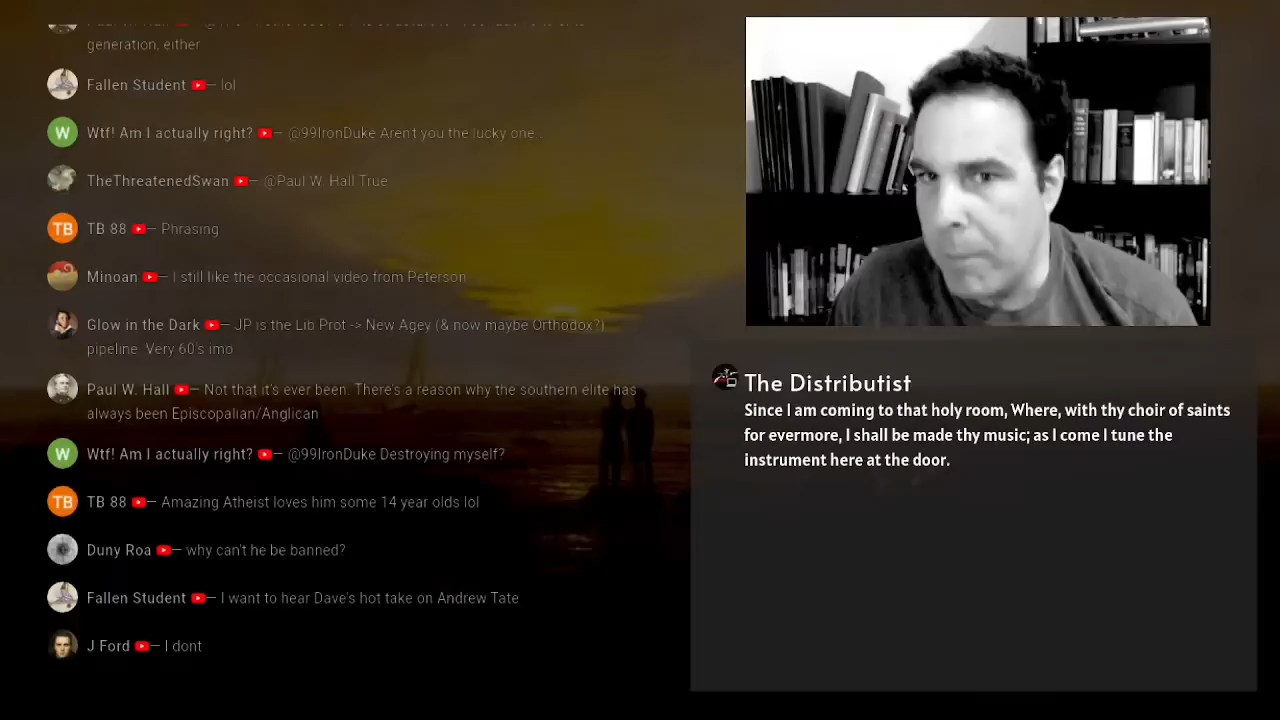 generation, either
Fallen Student — lol
Wtf! Am I actually right? — @99IronDuke Aren't you the lucky one..
TheThreatenedSwan — @Paul W. Hall True
TB 88 — Phrasing
Minoan — I still like the occasional video from Peterson
Glow in the Dark — JP is the Lib Prot -> New Agey (& now maybe Orthodox?)
pipeline. Very 60's imo
Paul W. Hall — Not that it's ever been. There's a reason why the southern elite has
always been Episcopalian/Anglican
Wtf! Am I actually right? — @99IronDuke Destroying myself?
TB 88 — Amazing Atheist loves him some 14 year olds lol
Duny Roa — why can't he be banned?
Fallen Student — I want to hear Dave's hot take on Andrew Tate
J Ford — I dont
W
TB
W
TB
The Distributist
Since I am coming to that holy room, Where, with thy choir of saints
for evermore, I shall be made thy music; as I come I tune the
instrument here at the door.